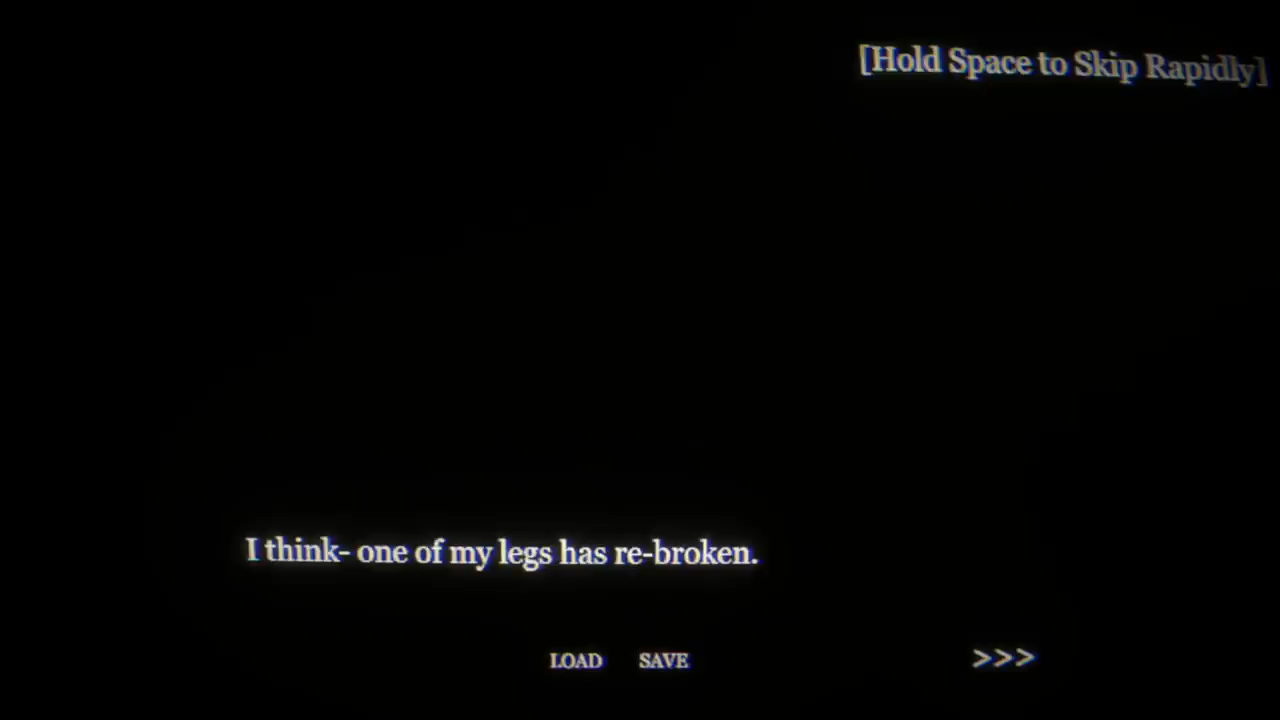 [Hold Space to Skip Rapidly]
I think- one of my legs has re-broken.
LOAD SAVE >>>